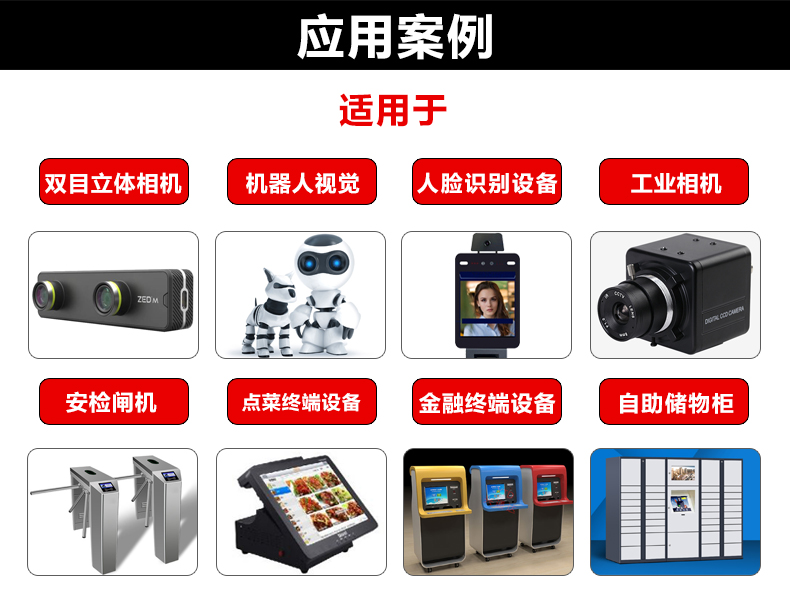 应用案例
适用于
双目立体相机
机器人视觉
人脸识别设备
工业相机
ZED M
CCTV
DIGITAL CCD CAMERA
安检闸机
点菜终端设备
金融终端设备
自助储物柜